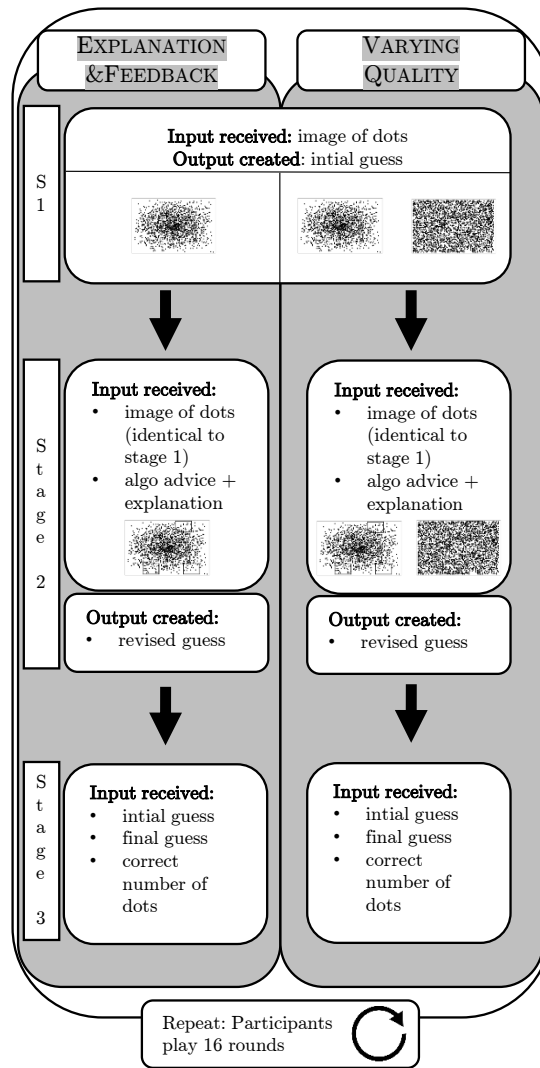 EXPLANATION
&FEEDBACK
VARYING
QUALITY
S
1
Input received: image of dots
Output created: intial guess
S
t
a
g
e
2
Input received:
• image of dots
(identical to
stage 1)
• algo advice +
explanation
Output created:
• revised guess
Input received:
• image of dots
(identical to
stage 1)
• algo advice +
explanation
Output created:
• revised guess
S
t
a
g
e
3
Input received:
• intial guess
• final guess
• correct
number of
dots
Input received:
• intial guess
• final guess
• correct
number of
dots
Repeat: Participants
play 16 rounds